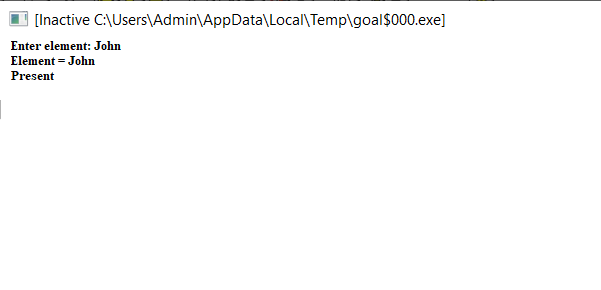 [Inactive C:\Users\Admin\AppData\Local\Temp\goal$000.exe]
Enter element: John
Element = John
Present